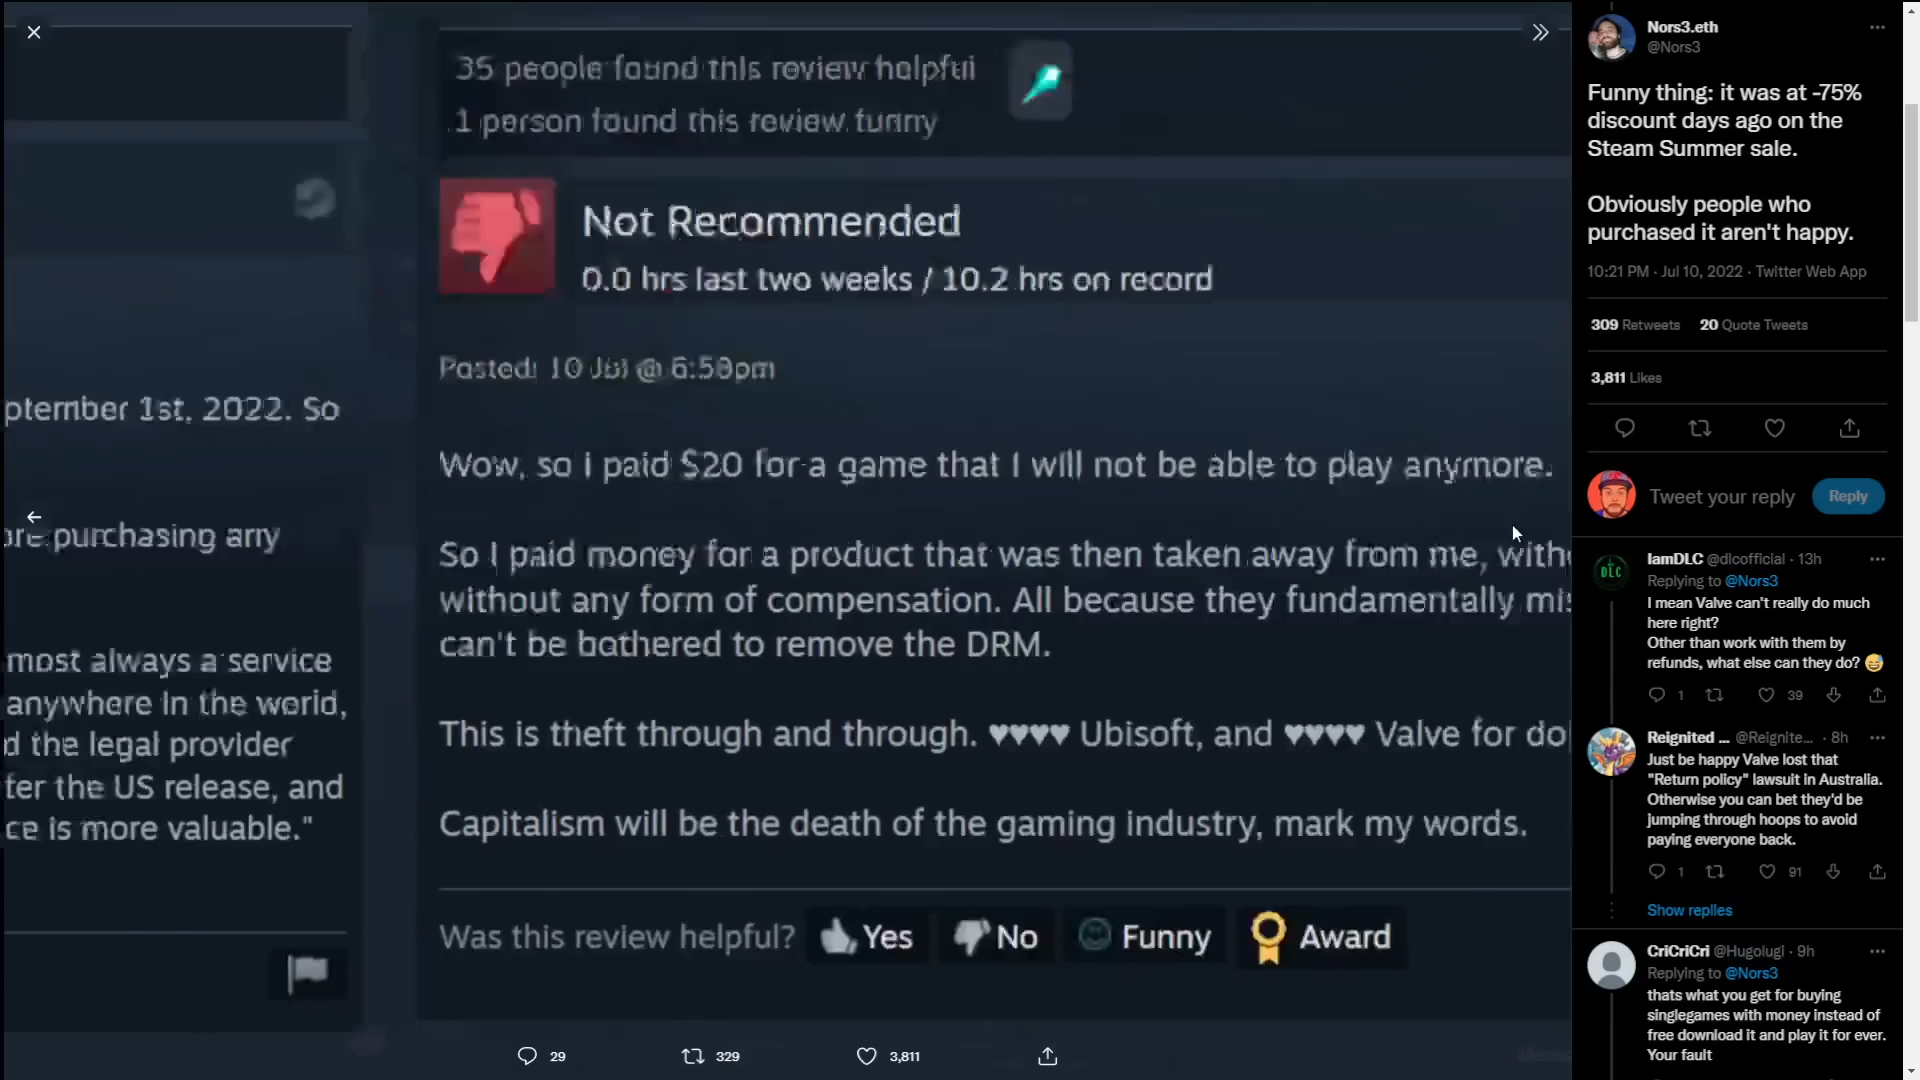 35 people found this review helpful
1 person found this review funny
Not Recommended
0.0 hrs last two weeks / 10.2 hrs on record
Posted: 10 Jul @ 6:50pm
Wow, so i paid $20 for a game that I will not be able to play anymore.
So I paid money for a product that was then taken away from me, with
without any form of compensation. All because they fundamentally mis
can't be bothered to remove the DRM.
This is theft through and through. ♥♥♥♥ Ubisoft, and ♥♥♥♥ Valve for do
Capitalism will be the death of the gaming industry, mark my words.
Was this review helpful? Yes No Funny Award
ptember 1st, 2022. So
re purchasing any
most always a service
anywhere in the world,
d the legal provider
fter the US release, and
ce is more valuable."
29 329 3,811
Nors3.eth
@Nors3
Funny thing: it was at -75%
discount days ago on the
Steam Summer sale.
Obviously people who
purchased it aren't happy.
10:21 PM · Jul 10, 2022 · Twitter Web App
309 Retweets 20 Quote Tweets
3,811 Likes
Tweet your reply Reply
DLC
IamDLC @dlcofficial · 13h
Replying to @Nors3
I mean Valve can't really do much
here right?
Other than work with them by
refunds, what else can they do? 😅
1 39
Reignited ... @Reignite... · 8h
Just be happy Valve lost that
"Return policy" lawsuit in Australia.
Otherwise you can bet they'd be
jumping through hoops to avoid
paying everyone back.
1 91
Show replies
CriCriCri @Hugolugl · 9h
Replying to @Nors3
thats what you get for buying
singlegames with money instead of
free download it and play it for ever.
Your fault